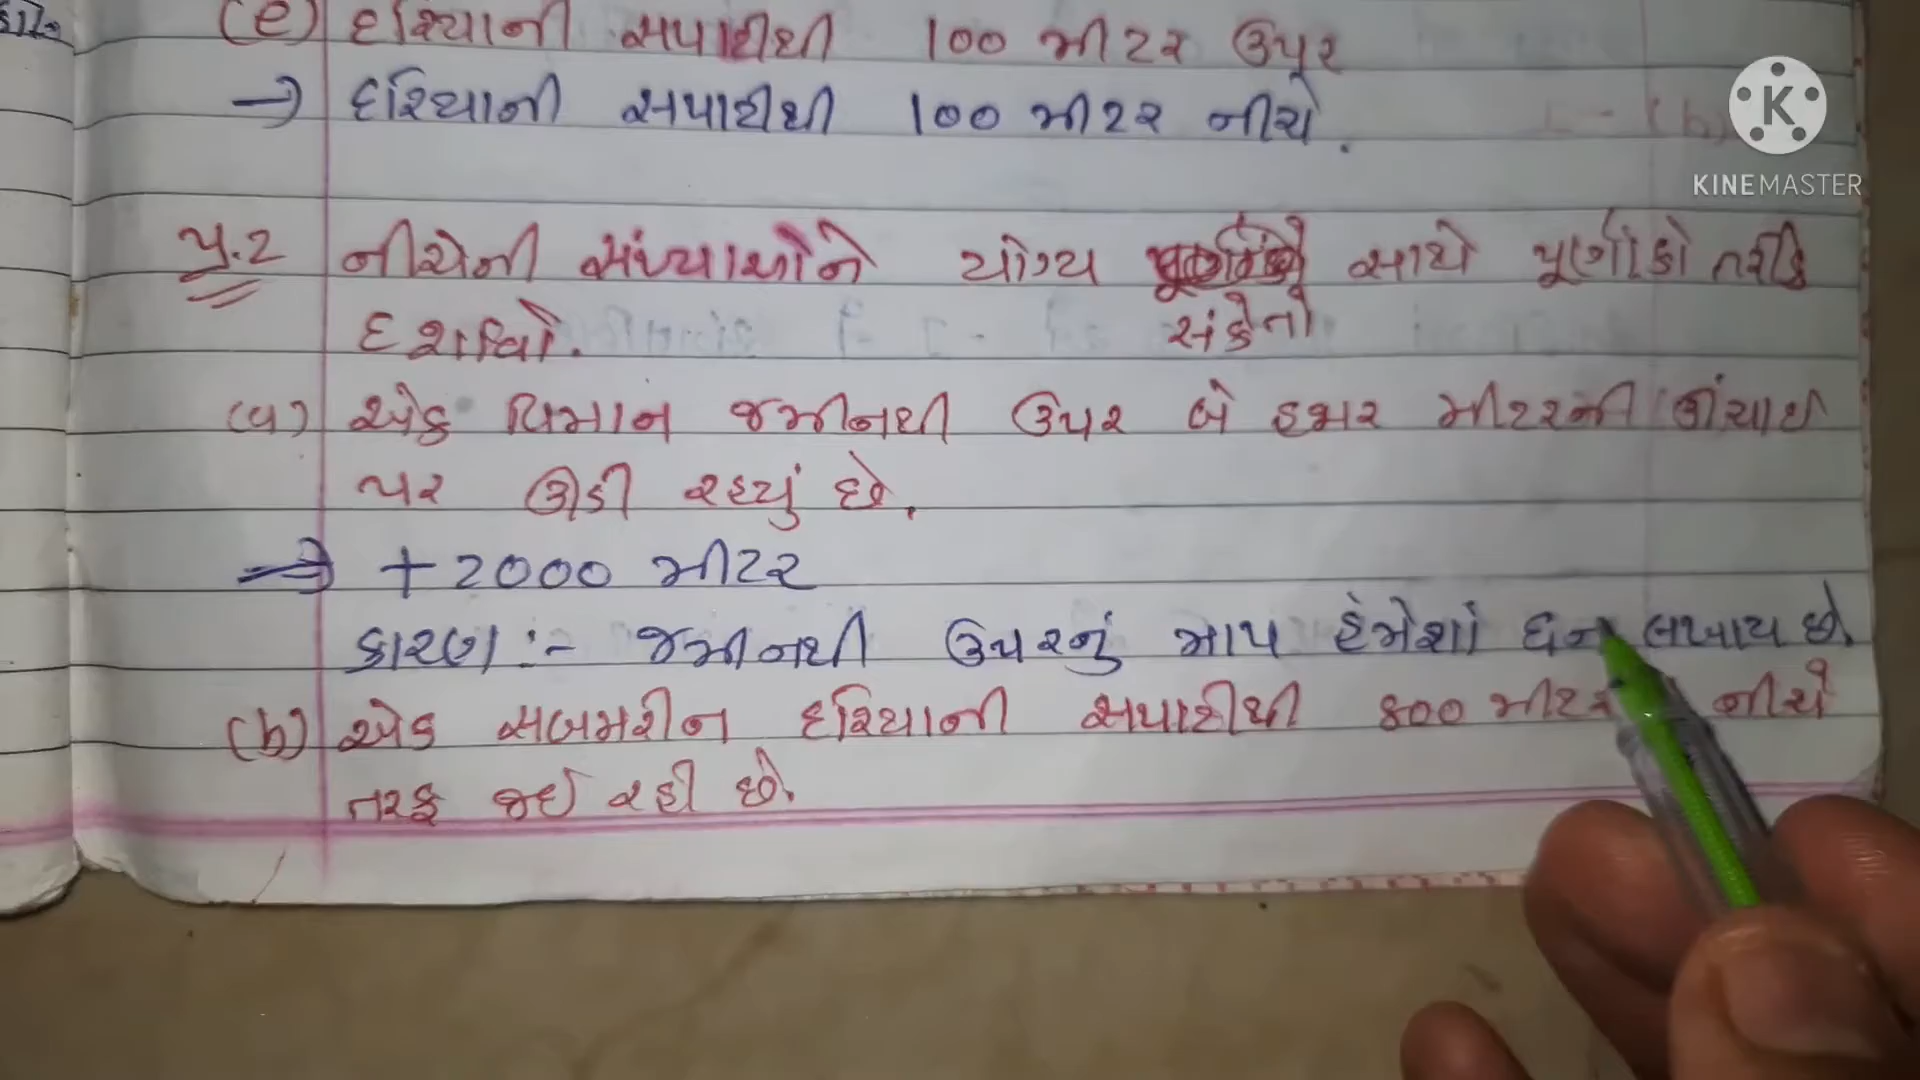 (e) દરિયાની સપાટીથી 100 મીટર ઉપર
→ દરિયાની સપાટીથી 100 મીટર નીચે.
KINEMASTER
પ્ર.2 નીચેની સંખ્યાઓને યોગ્ય સાથે પૂર્ણાંકો તરીકે
દર્શાવો. સંકેતો
(a) એક વિમાન જમીનથી ઉપર બે હજાર મીટરની ઊંચાઈ
પર ઊડી રહ્યું છે.
⇒ +2000 મીટર
કારણ :- જમીનથી ઉપરનું માપ હંમેશાં ધન લખાય છે.
(b) એક સબમરીન દરિયાની સપાટીથી 800 મીટર નીચે
તરફ જઈ રહી છે.